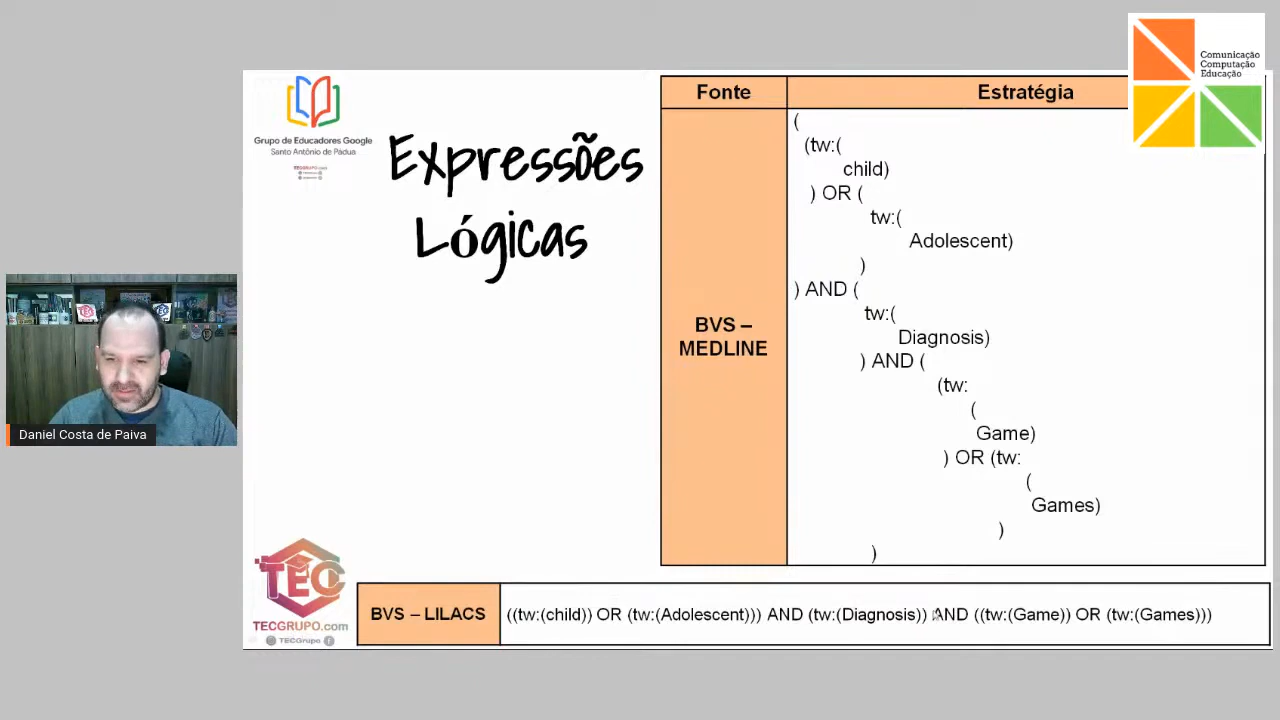 Comunicação
Computação
Educação
Grupo de Educadores Google
Santo Antônio de Pádua
TECGRUPO.com
Expressões
Lógicas
Fonte
Estratégia
BVS –
MEDLINE
(
(tw:(
child)
) OR (
tw:(
Adolescent)
)
) AND (
tw:(
Diagnosis)
) AND (
(tw:
(
Game)
) OR (tw:
(
Games)
)
)
Daniel Costa de Paiva
TEC
TECGRUPO.com
TECGrupo
BVS – LILACS
((tw:(child)) OR (tw:(Adolescent))) AND (tw:(Diagnosis)) AND ((tw:(Game)) OR (tw:(Games)))